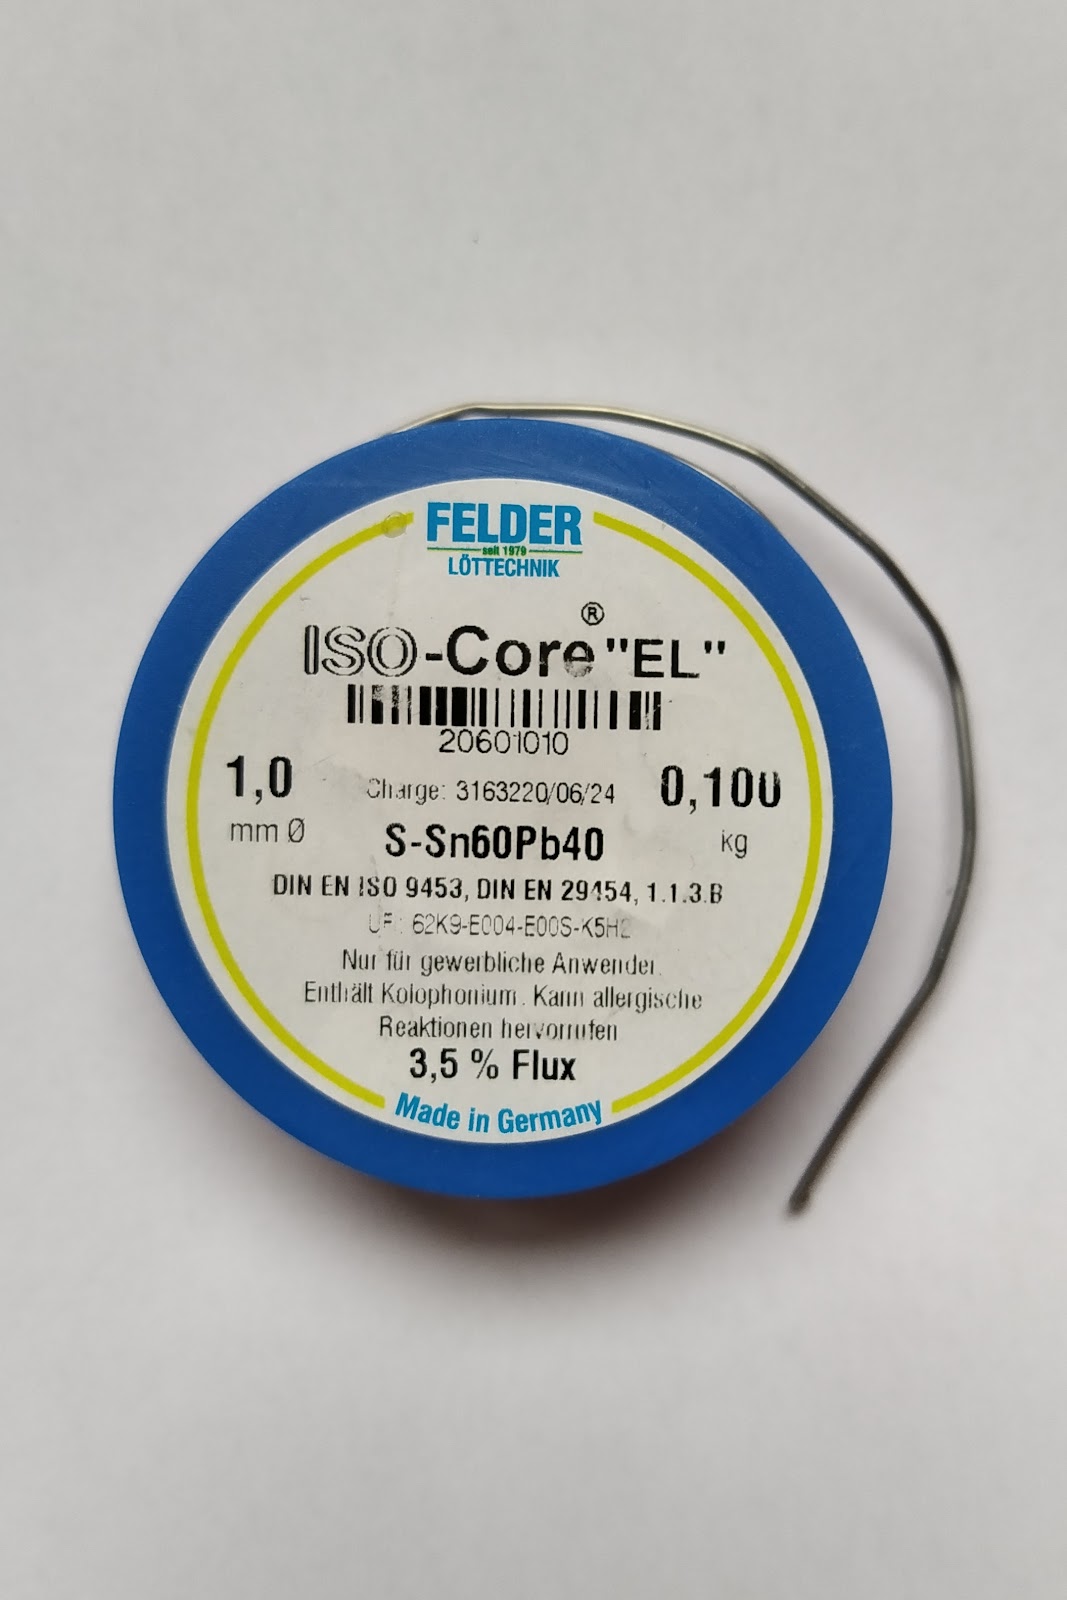 FELDER
seit 1979
LÖTTECHNIK
ISO-Core® "EL"
20601010
1,0
mm Ø
Charge: 3163220/06/24
0,100
kg
S-Sn60Pb40
DIN EN ISO 9453, DIN EN 29454, 1.1.3.B
UFI: 62K9-E004-E00S-K5H2
Nur für gewerbliche Anwender.
Enthält Kolophonium. Kann allergische
Reaktionen hervorrufen
3,5 % Flux
Made in Germany